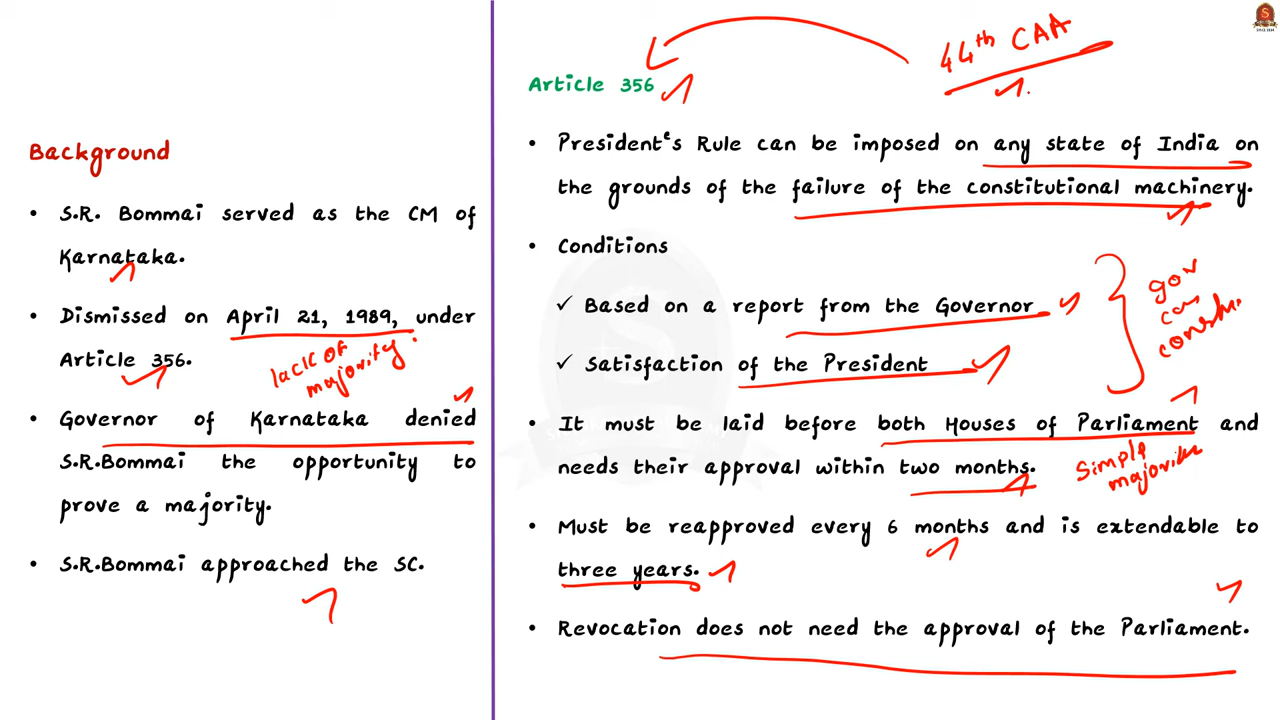 Background
• S.R. Bommai served as the CM of
Karnataka.
• Dismissed on April 21, 1989, under
Article 356.
lack of
majority.
• Governor of Karnataka denied
S.R.Bommai the opportunity to
prove a majority.
• S.R.Bommai approached the SC.
44th CAA
Article 356
• President's Rule can be imposed on any state of India on
the grounds of the failure of the constitutional machinery.
• Conditions
✓ Based on a report from the Governor
✓ Satisfaction of the President
gov
• It must be laid before both Houses of Parliament and
needs their approval within two months.
Simple
majority
• Must be reapproved every 6 months and is extendable to
three years.
• Revocation does not need the approval of the Parliament.